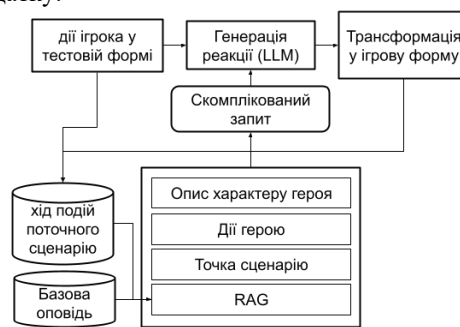 дії ігрока у
тестовій формі
Генерація
реакції (LLM)
Трансформація
у ігрову форму
Скомплікований
запит
хід подій
поточного
сценарію
Базова
оповідь
Опис характеру героя
Дії герою
Точка сценарію
RAG